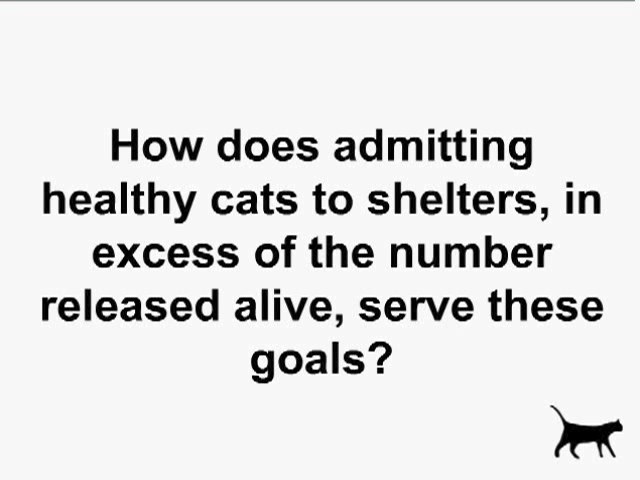 How does admitting
healthy cats to shelters, in
excess of the number
released alive, serve these
goals?